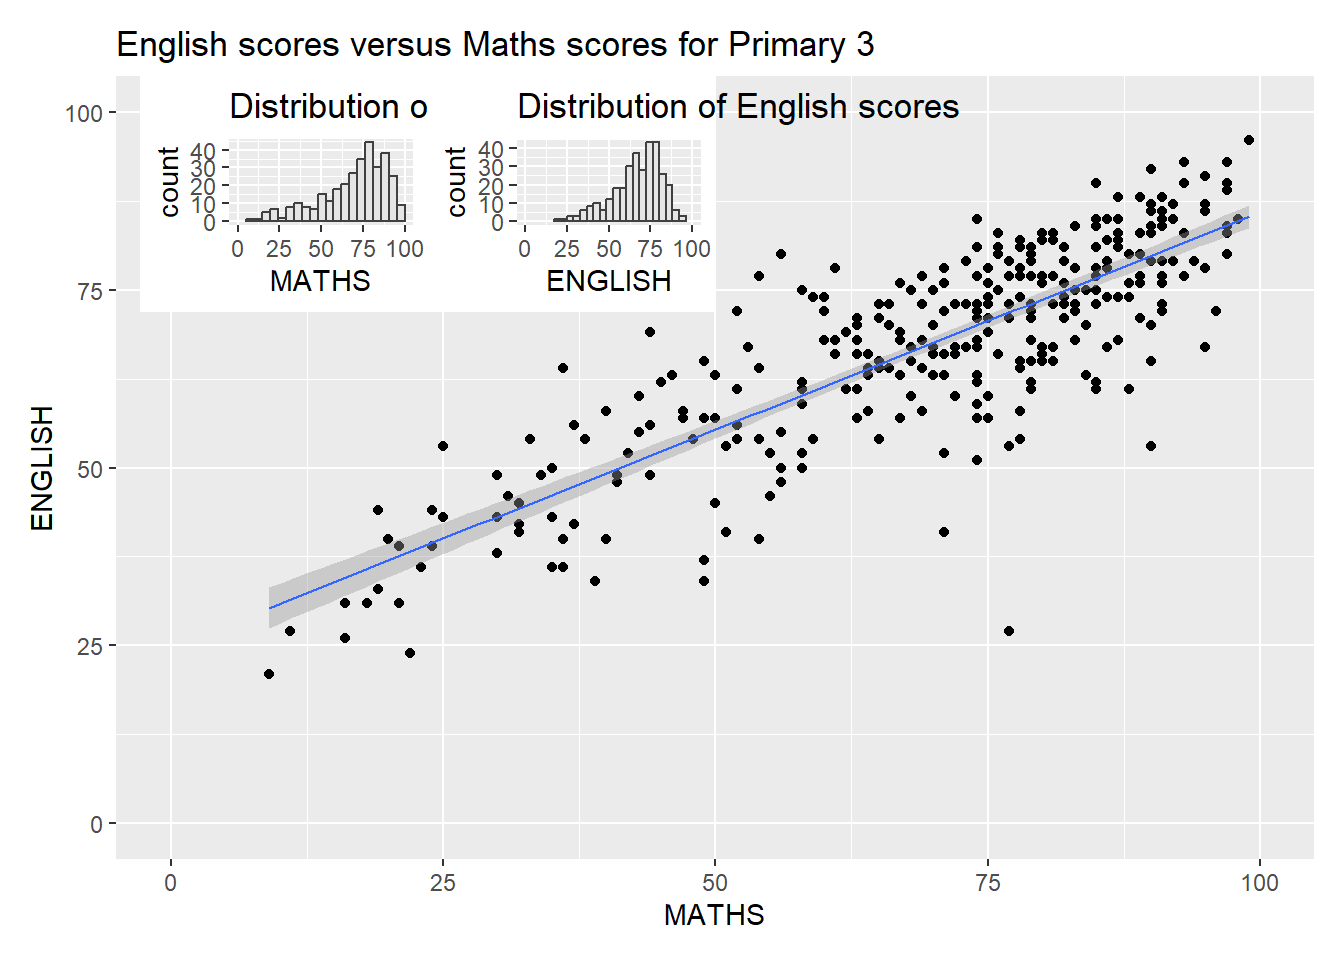 English scores versus Maths scores for Primary 3
Distribution o
Distribution of English scores
count
40
30
20
10
0
0 25 50 75 100
MATHS
count
40
30
20
10
0
0 25 50 75 100
ENGLISH
ENGLISH
100
75
50
25
0
0 25 50 75 100
MATHS